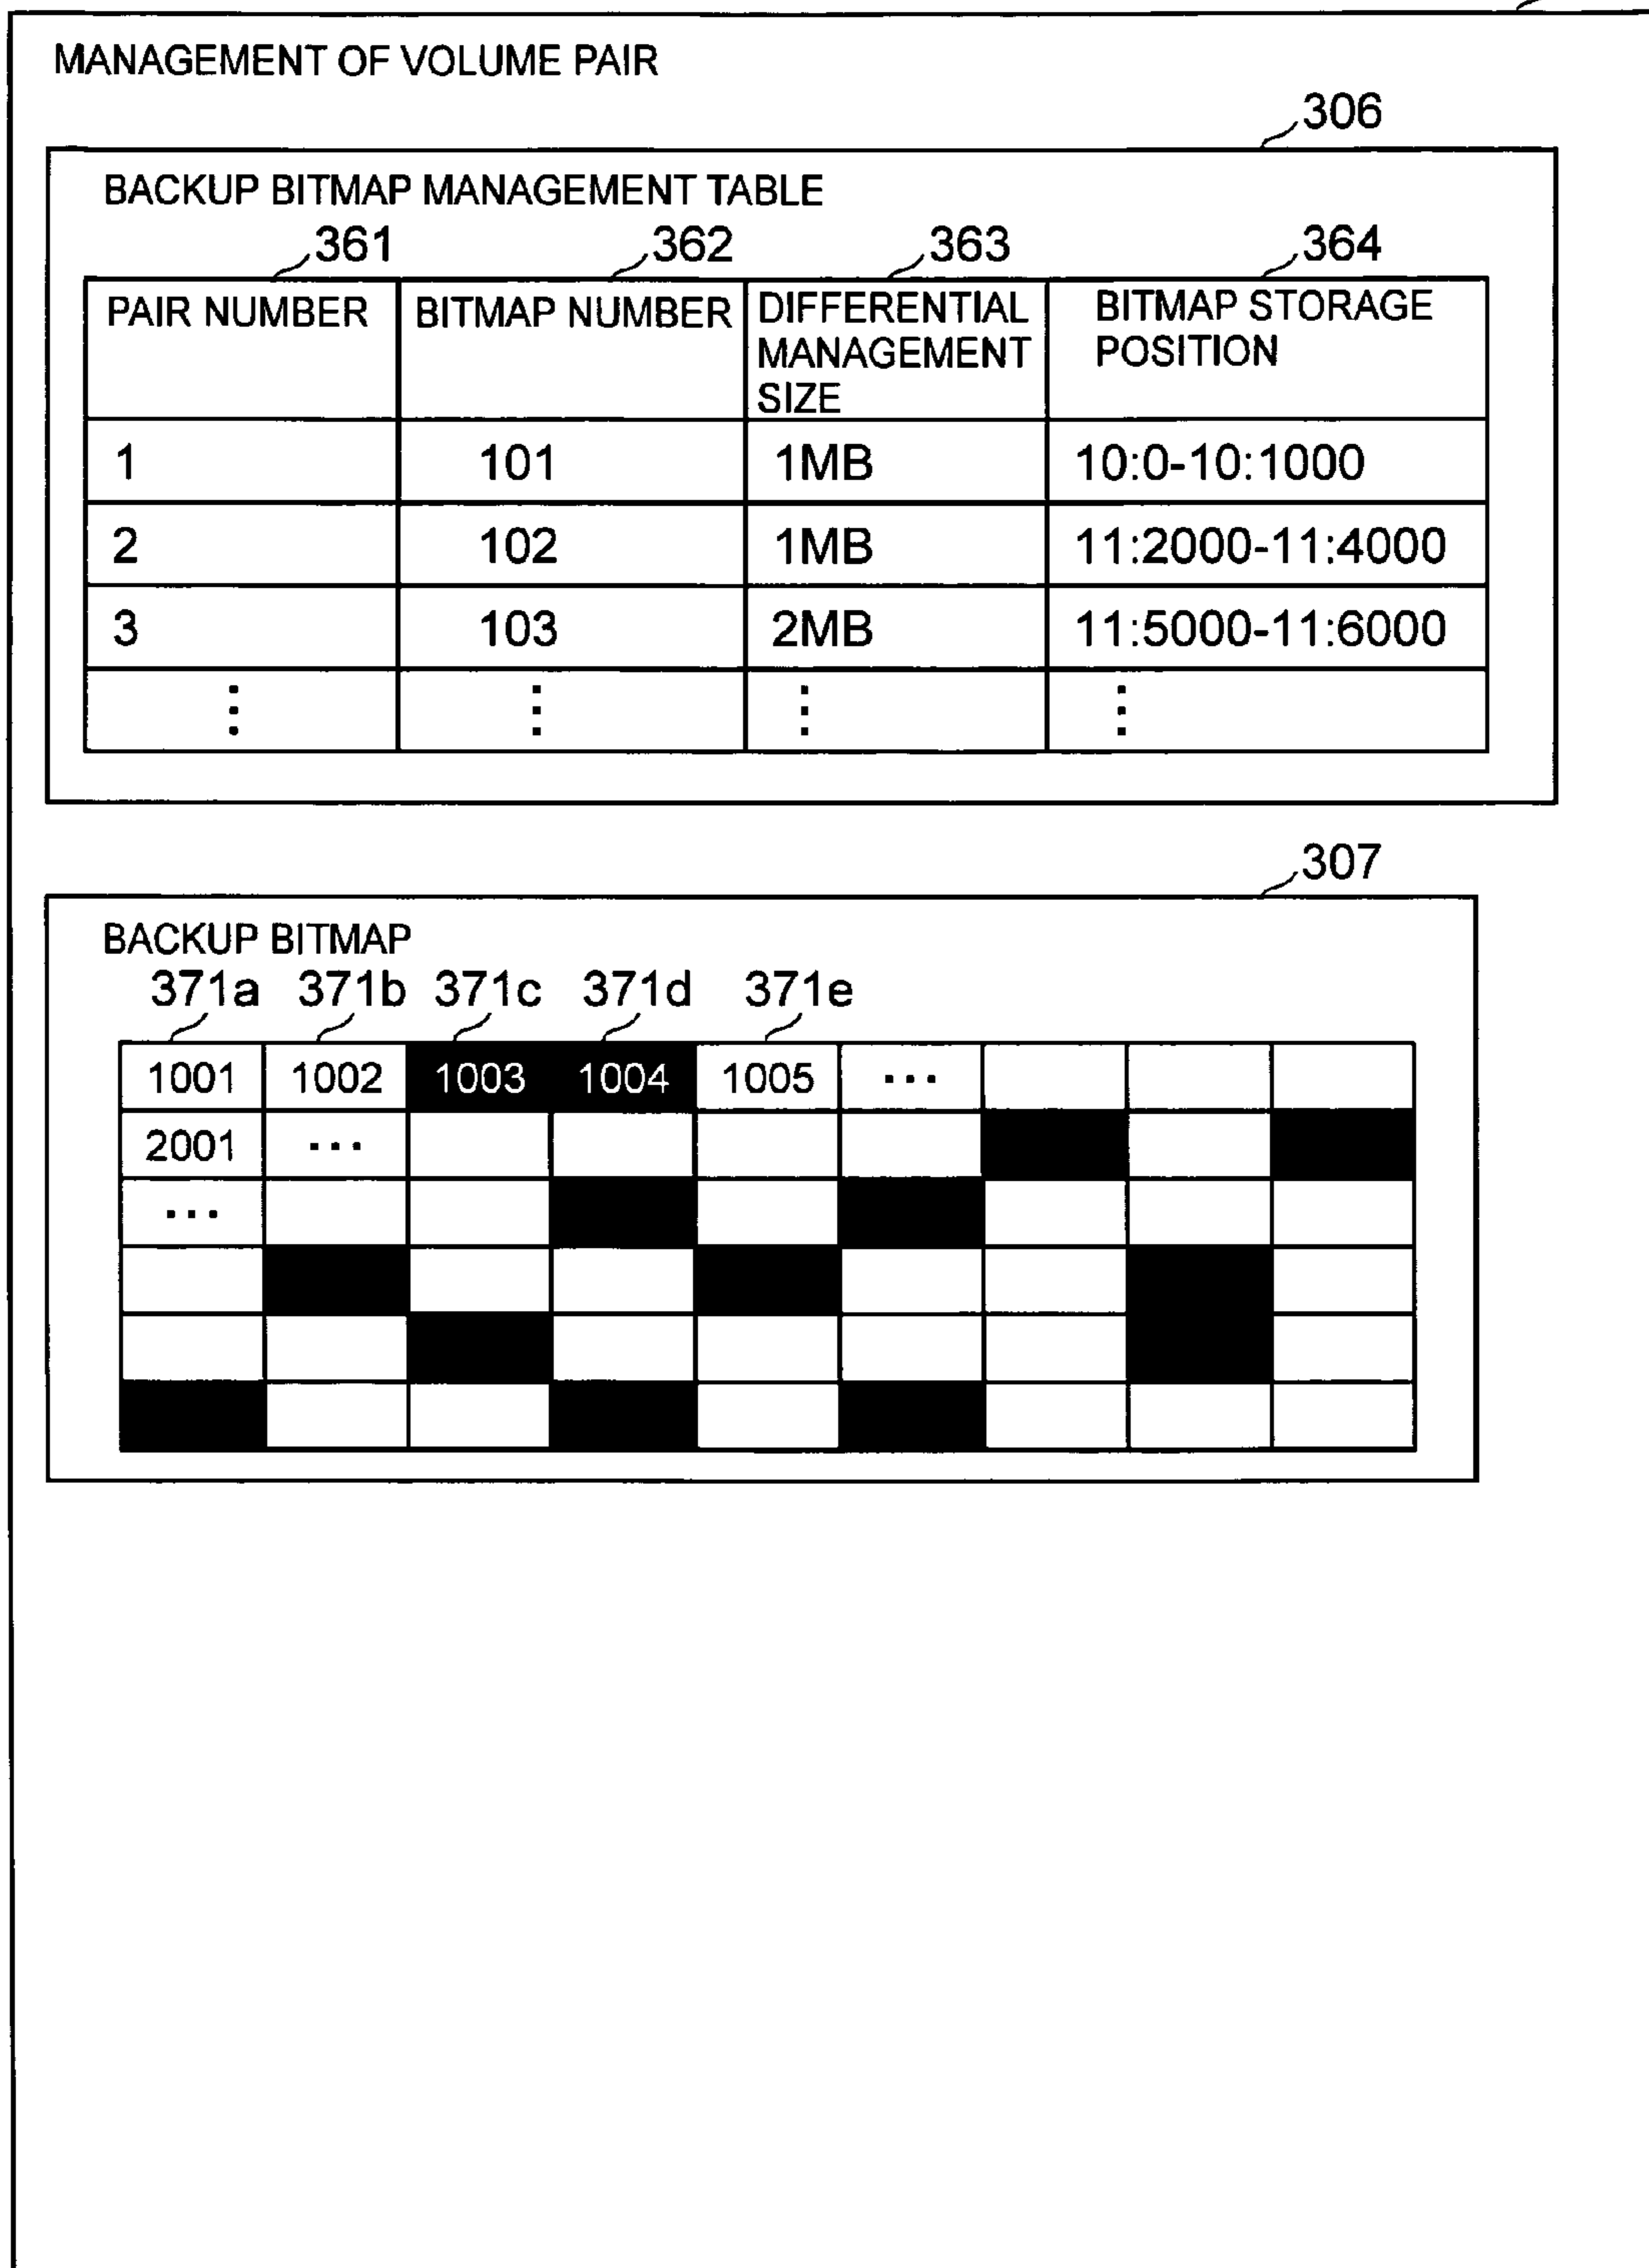 MANAGEMENT OF VOLUME PAIR
306
BACKUP BITMAP MANAGEMENT TABLE
361 362 363 364
PAIR NUMBER BITMAP NUMBER DIFFERENTIAL MANAGEMENT SIZE BITMAP STORAGE POSITION
1 101 1MB 10:0-10:1000
2 102 1MB 11:2000-11:4000
3 103 2MB 11:5000-11:6000
⋮ ⋮ ⋮ ⋮
307
BACKUP BITMAP
371a 371b 371c 371d 371e
1001 1002 1003 1004 1005 ...
2001 ...
...